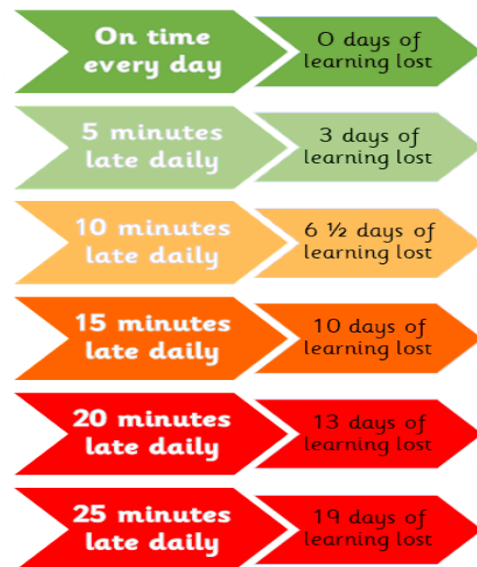 On time
every day
0 days of
learning lost
5 minutes
late daily
3 days of
learning lost
10 minutes
late daily
6 ½ days of
learning lost
15 minutes
late daily
10 days of
learning lost
20 minutes
late daily
13 days of
learning lost
25 minutes
late daily
19 days of
learning lost